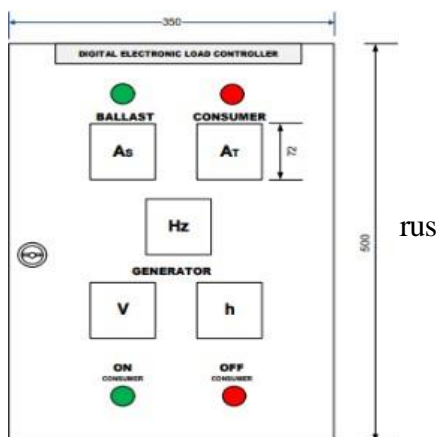 350
DIGITAL ELECTRONIC LOAD CONTROLLER
BALLAST CONSUMER
As AT
72
Hz
rus
500
GENERATOR
V h
ON OFF
CONSUMER CONSUMER